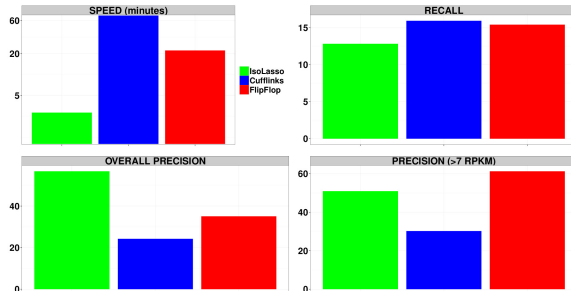 SPEED (minutes)
60
20
5
IsoLasso
Cufflinks
FlipFlop
RECALL
15
10
5
0
OVERALL PRECISION
40
20
0
PRECISION (>7 RPKM)
60
40
20
0